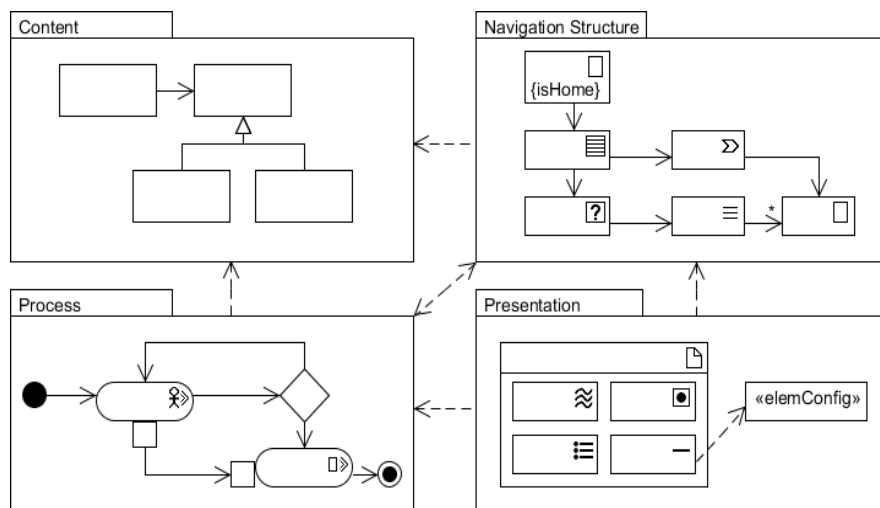 Content
Navigation Structure
{isHome}
?
*
Process
Presentation
«elemConfig»